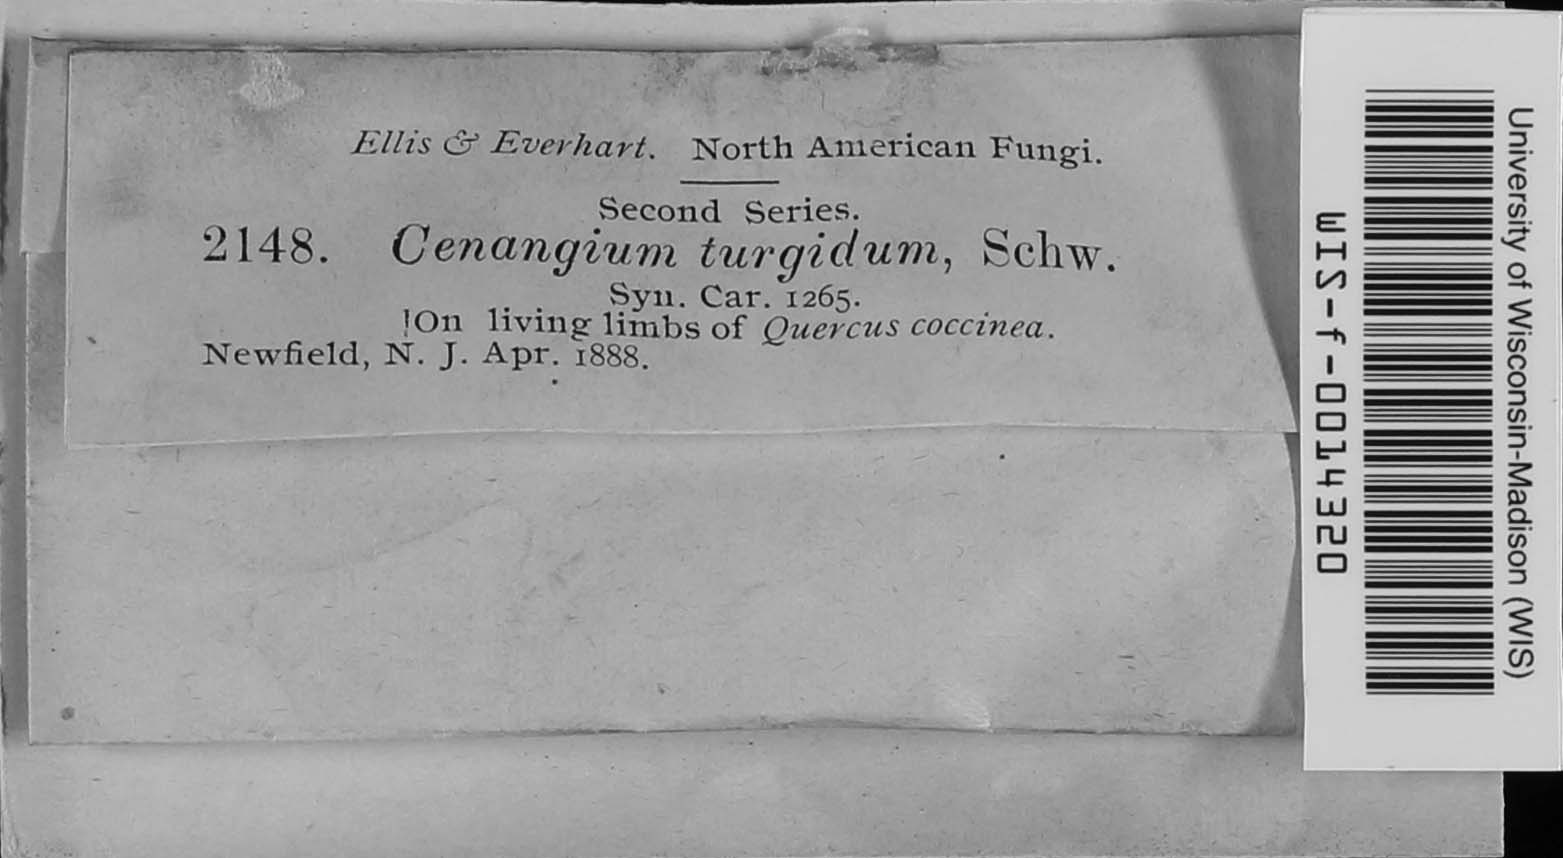 Ellis & Everhart. North American Fungi.
Second Series.
2148. Cenangium turgidum, Schw.
Syn. Car. 1265.
!On living limbs of Quercus coccinea.
Newfield, N. J. Apr. 1888.
University of Wisconsin-Madison (WIS)
WIS-f-0014320